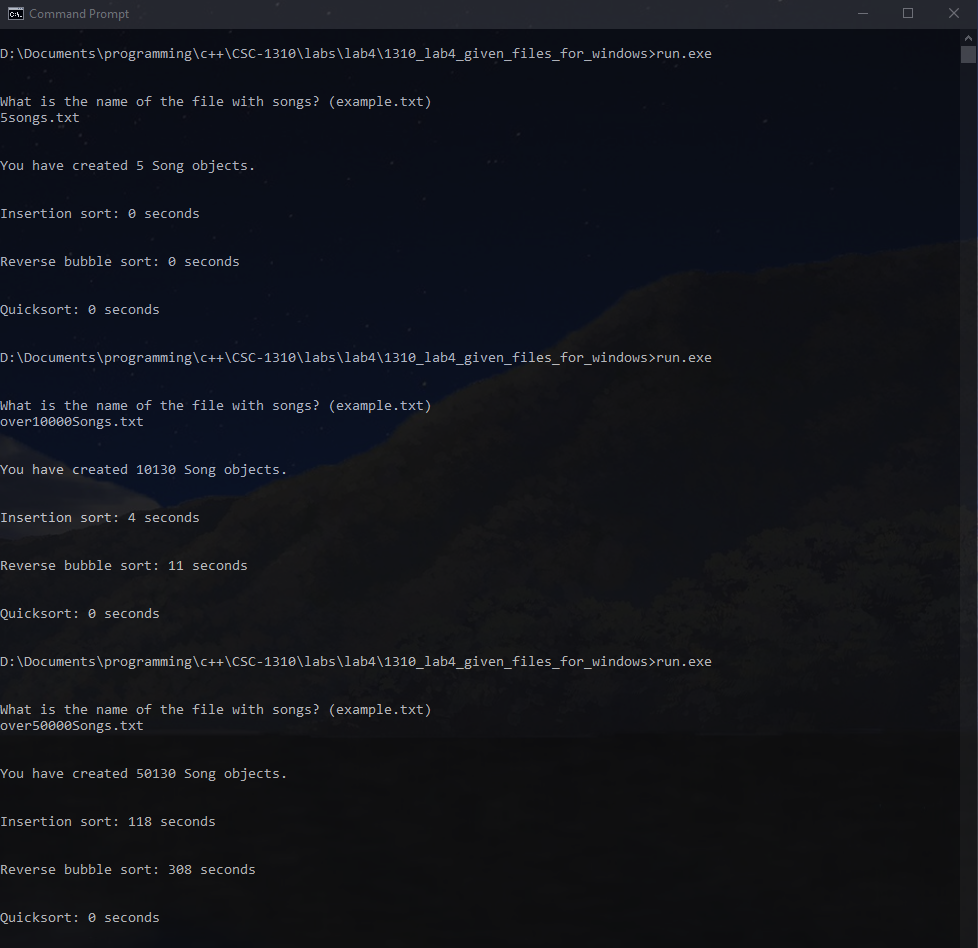 Command Prompt
D:\Documents\programming\c++\CSC-1310\labs\lab4\1310_lab4_given_files_for_windows>run.exe
What is the name of the file with songs? (example.txt)
5songs.txt
You have created 5 Song objects.
Insertion sort: 0 seconds
Reverse bubble sort: 0 seconds
Quicksort: 0 seconds
D:\Documents\programming\c++\CSC-1310\labs\lab4\1310_lab4_given_files_for_windows>run.exe
What is the name of the file with songs? (example.txt)
over10000Songs.txt
You have created 10130 Song objects.
Insertion sort: 4 seconds
Reverse bubble sort: 11 seconds
Quicksort: 0 seconds
D:\Documents\programming\c++\CSC-1310\labs\lab4\1310_lab4_given_files_for_windows>run.exe
What is the name of the file with songs? (example.txt)
over50000Songs.txt
You have created 50130 Song objects.
Insertion sort: 118 seconds
Reverse bubble sort: 308 seconds
Quicksort: 0 seconds